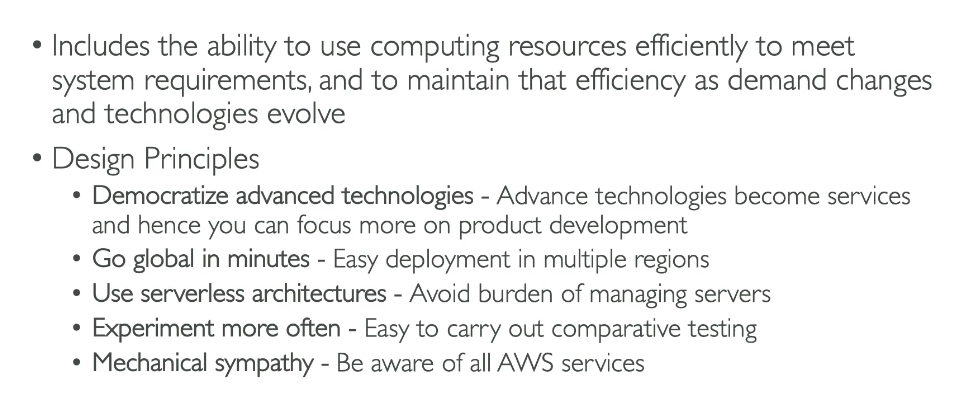 • Includes the ability to use computing resources efficiently to meet
system requirements, and to maintain that efficiency as demand changes
and technologies evolve
• Design Principles
• Democratize advanced technologies - Advance technologies become services
and hence you can focus more on product development
• Go global in minutes - Easy deployment in multiple regions
• Use serverless architectures - Avoid burden of managing servers
• Experiment more often - Easy to carry out comparative testing
• Mechanical sympathy - Be aware of all AWS services